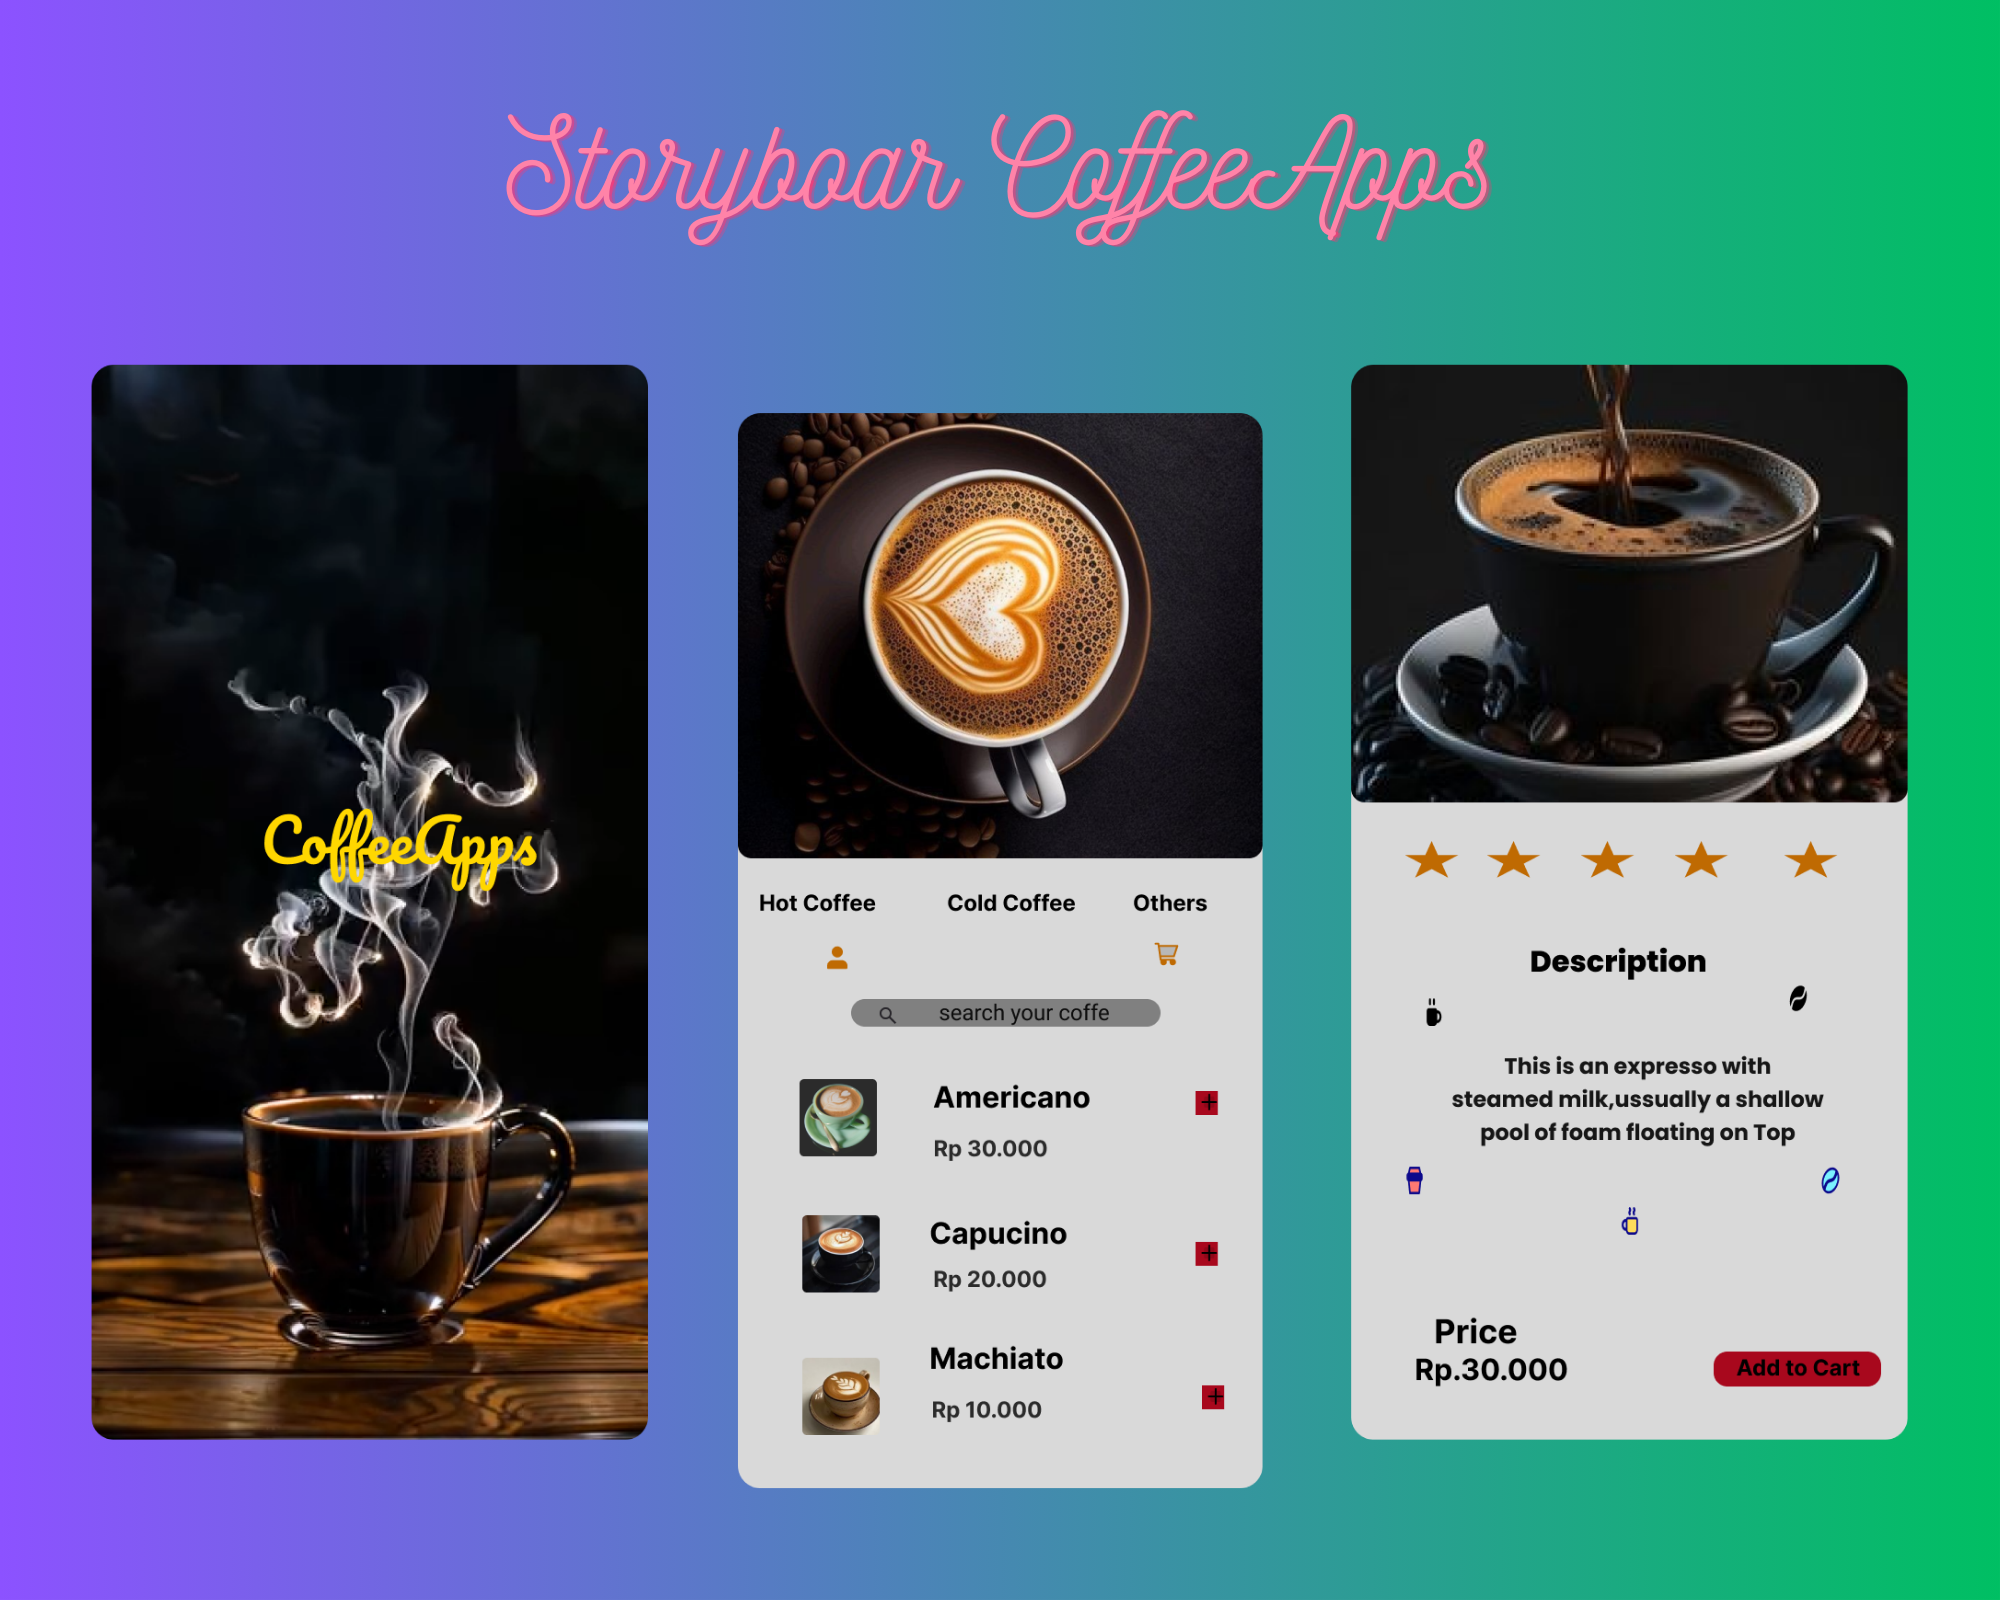 Storyboar CoffeeApps
CoffeeApps
Hot Coffee Cold Coffee Others
search your coffe
Americano
Rp 30.000
Capucino
Rp 20.000
Machiato
Rp 10.000
Description
This is an expresso with
steamed milk,ussually a shallow
pool of foam floating on Top
Price
Rp.30.000
Add to Cart